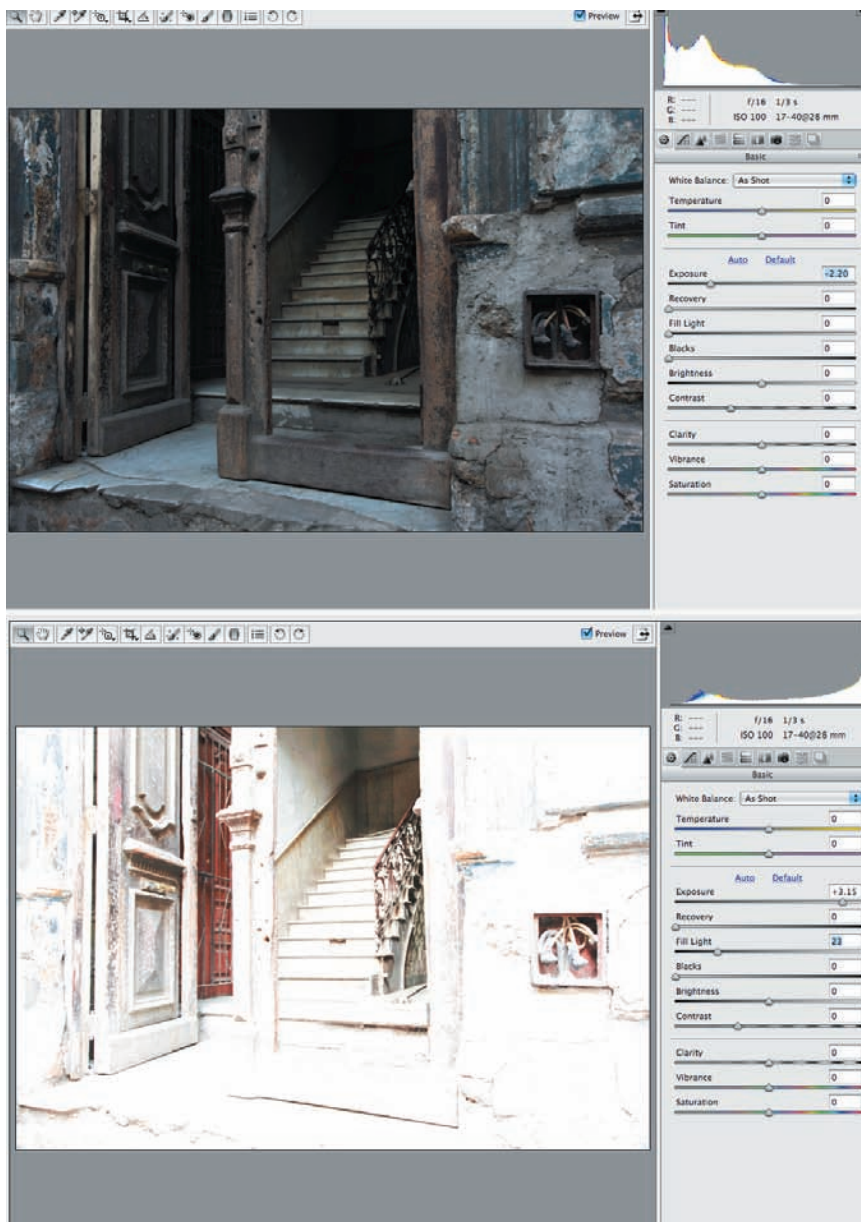 Preview
R: ---
G: ---
B: ---
f/16 1/3 s
ISO 100 17-40@28 mm
Basic
White Balance: As Shot
Temperature 0
Tint 0
Auto Default
Exposure -2.20
Recovery 0
Fill Light 0
Blacks 0
Brightness 0
Contrast 0
Clarity 0
Vibrance 0
Saturation 0
Preview
R: ---
G: ---
B: ---
f/16 1/3 s
ISO 100 17-40@28 mm
Basic
White Balance: As Shot
Temperature 0
Tint 0
Auto Default
Exposure +3.15
Recovery 0
Fill Light 23
Blacks 0
Brightness 0
Contrast 0
Clarity 0
Vibrance 0
Saturation 0